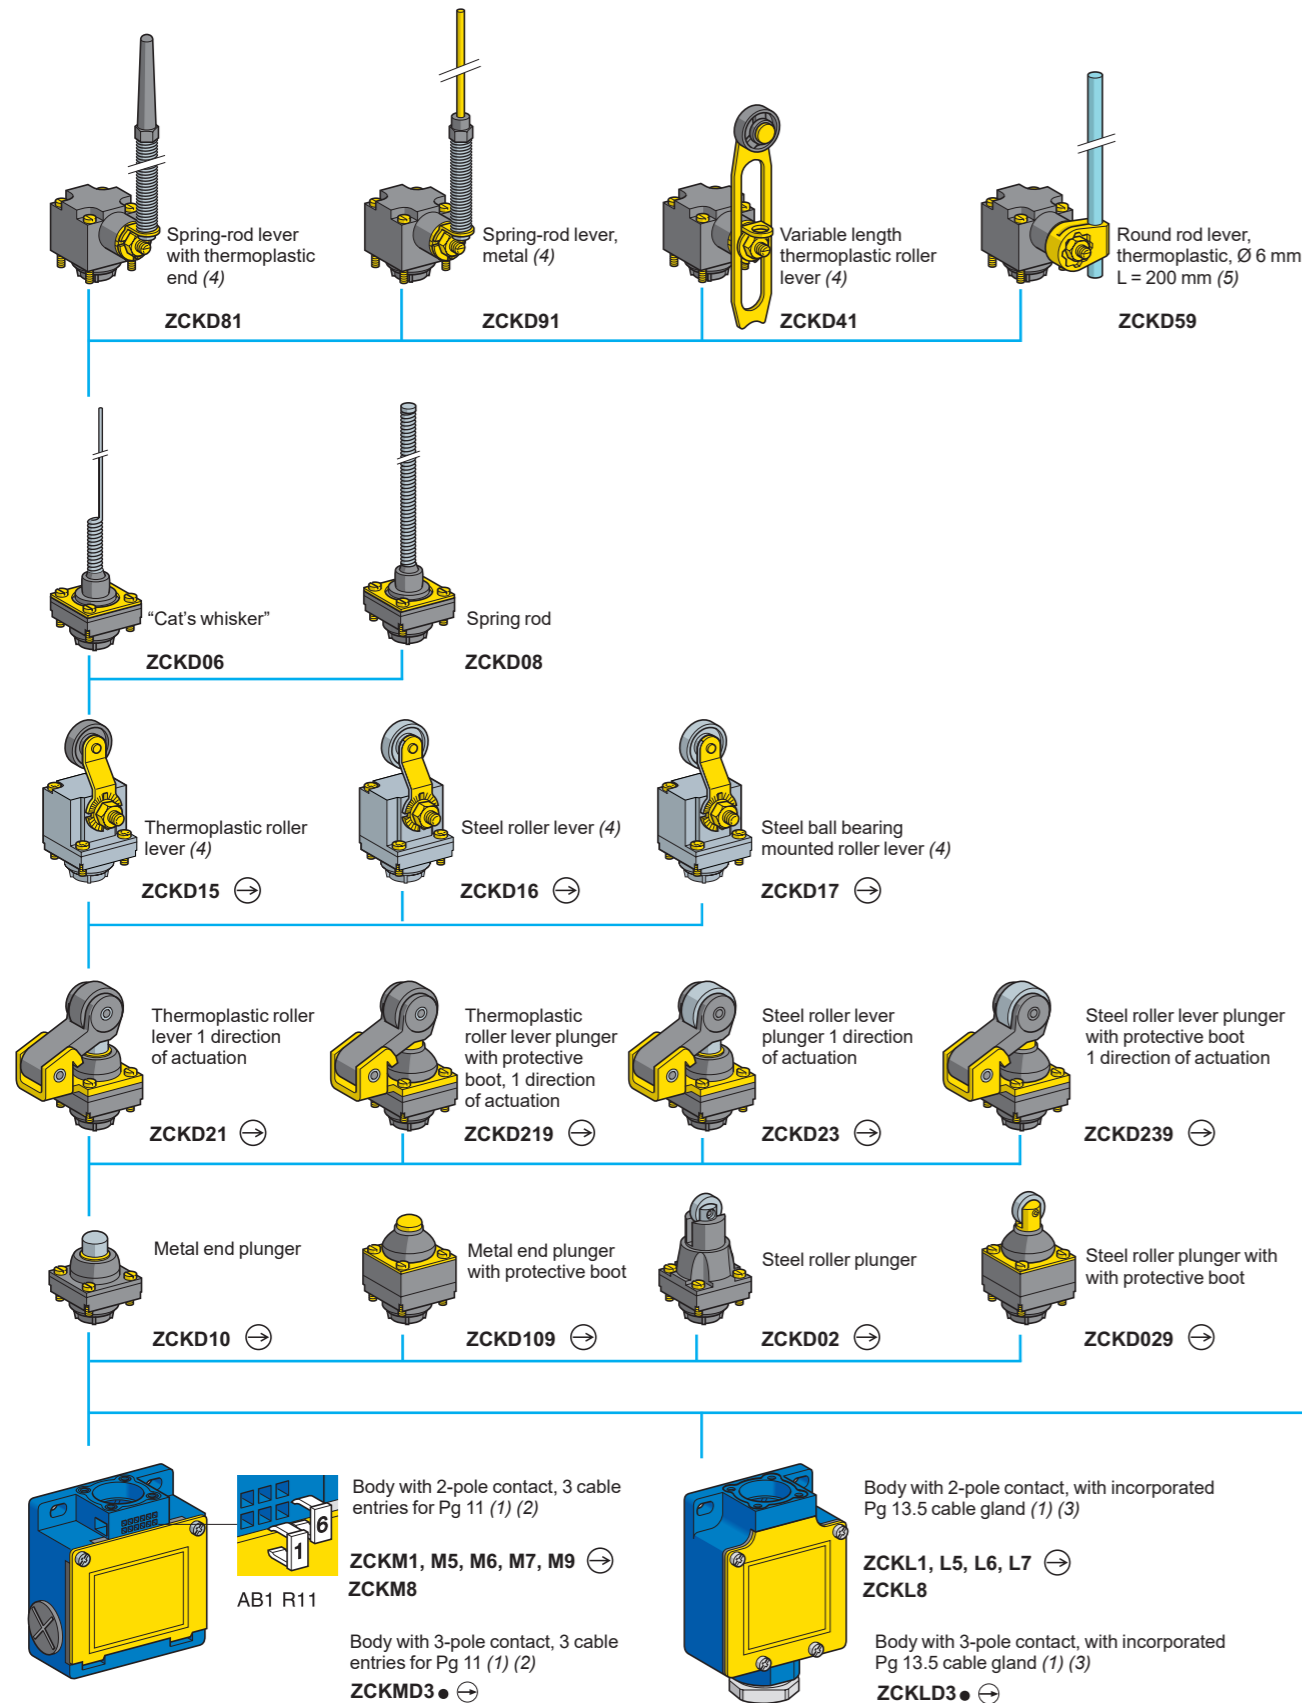 Spring-rod lever
with thermoplastic
end (4)
ZCKD81
Spring-rod lever,
metal (4)
ZCKD91
Variable length
thermoplastic roller
lever (4)
ZCKD41
Round rod lever,
thermoplastic, Ø 6 mm
L = 200 mm (5)
ZCKD59
“Cat’s whisker”
ZCKD06
Spring rod
ZCKD08
Thermoplastic roller
lever (4)
ZCKD15
Steel roller lever (4)
ZCKD16
Steel ball bearing
mounted roller lever (4)
ZCKD17
Thermoplastic roller
lever 1 direction
of actuation
ZCKD21
Thermoplastic
roller lever plunger
with protective
boot, 1 direction
of actuation
ZCKD219
Steel roller lever
plunger 1 direction
of actuation
ZCKD23
Steel roller lever plunger
with protective boot
1 direction of actuation
ZCKD239
Metal end plunger
ZCKD10
Metal end plunger
with protective boot
ZCKD109
Steel roller plunger
ZCKD02
Steel roller plunger with
with protective boot
ZCKD029
6
1
AB1 R11
Body with 2-pole contact, 3 cable
entries for Pg 11 (1) (2)
ZCKM1, M5, M6, M7, M9
ZCKM8
Body with 3-pole contact, 3 cable
entries for Pg 11 (1) (2)
ZCKMD3●
Body with 2-pole contact, with incorporated
Pg 13.5 cable gland (1) (3)
ZCKL1, L5, L6, L7
ZCKL8
Body with 3-pole contact, with incorporated
Pg 13.5 cable gland (1) (3)
ZCKLD3●